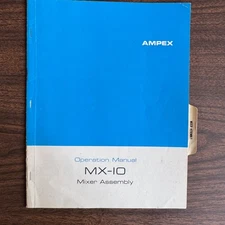 AMPEX
Operation Manual
MX-10
Mixer Assembly